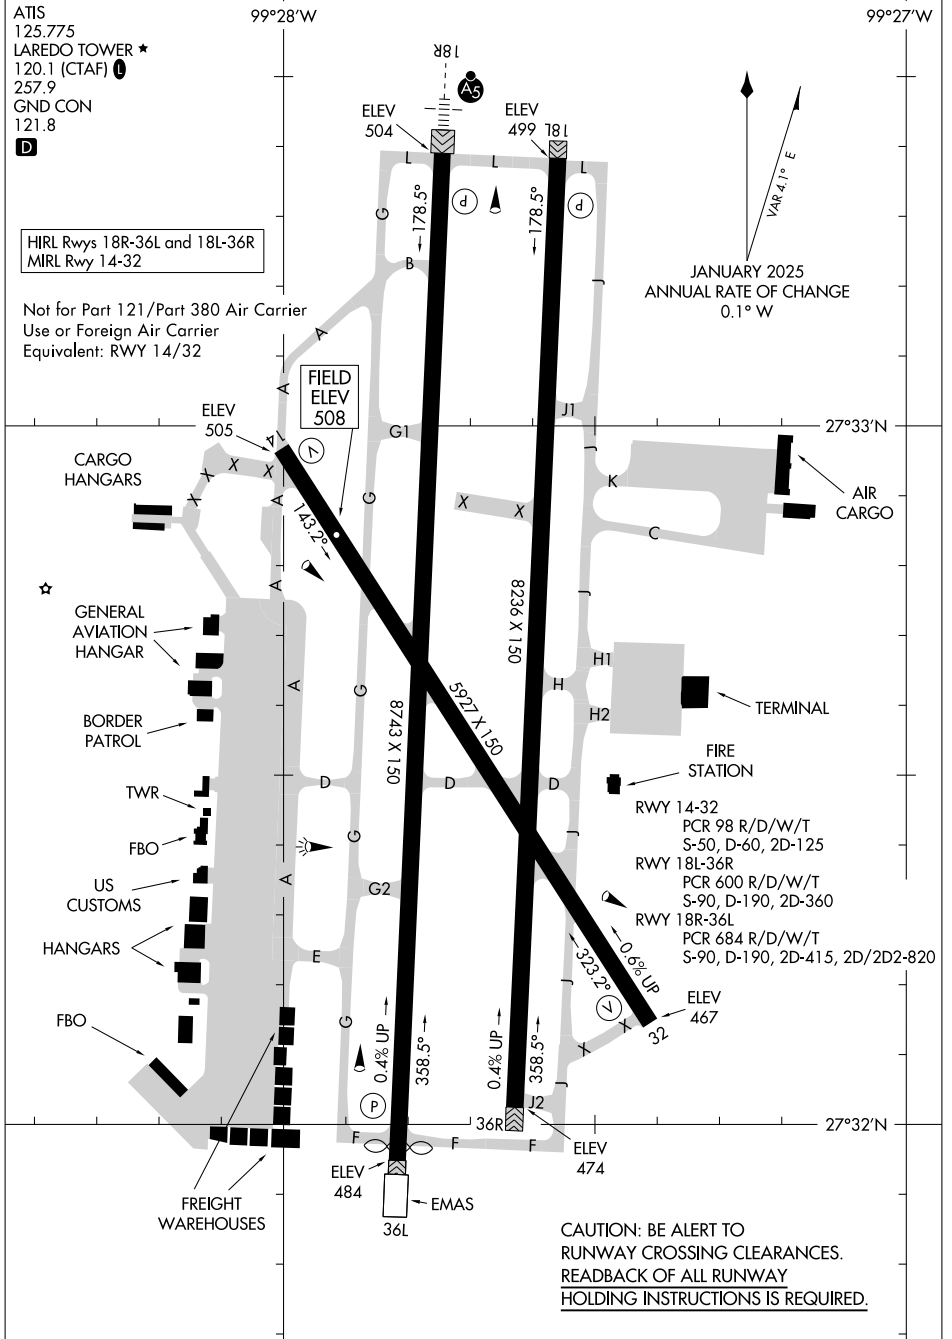 ATIS
125.775
LAREDO TOWER
120.1 (CTAF) L
257.9
GND CON
121.8
D
99°28'W
99°27'W
18R
A5
ELEV
504
ELEV
499
18L
VAR 4.1° E
JANUARY 2025
ANNUAL RATE OF CHANGE
0.1° W
HIRL Rwys 18R-36L and 18L-36R
MIRL Rwy 14-32
Not for Part 121/Part 380 Air Carrier
Use or Foreign Air Carrier
Equivalent: RWY 14/32
L
L
L
G
178.5°
P
178.5°
P
B
J
A
A
FIELD
ELEV
508
ELEV
505
14
V
G1
J1
27°33'N
CARGO
HANGARS
X
X
X
X
X
A
G
143.2°
X
X
J
K
C
AIR
CARGO
A
J
8236 X 150
GENERAL
AVIATION
HANGAR
BORDER
PATROL
A
G
8743 X 150
5927 X 150
H
H1
H2
TERMINAL
TWR
FBO
D
D
D
FIRE
STATION
G
J
RWY 14-32
PCR 98 R/D/W/T
S-50, D-60, 2D-125
RWY 18L-36R
PCR 600 R/D/W/T
S-90, D-190, 2D-360
RWY 18R-36L
PCR 684 R/D/W/T
S-90, D-190, 2D-415, 2D/2D2-820
US
CUSTOMS
A
G2
HANGARS
E
323.2°
0.6% UP
J
V
ELEV
467
32
X
X
FBO
G
0.4% UP
358.5°
0.4% UP
358.5°
J
P
J2
36R
27°32'N
F
F
F
ELEV
474
ELEV
484
EMAS
36L
FREIGHT
WAREHOUSES
CAUTION: BE ALERT TO
RUNWAY CROSSING CLEARANCES.
READBACK OF ALL RUNWAY
HOLDING INSTRUCTIONS IS REQUIRED.